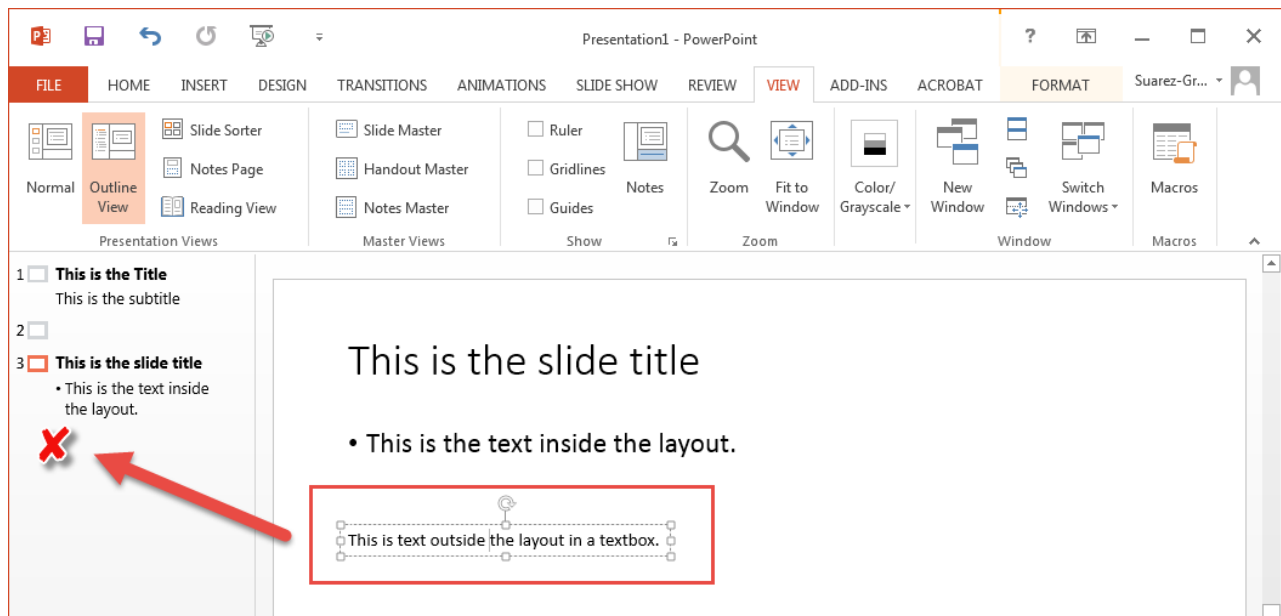 Presentation1 - PowerPoint
?
FILE HOME INSERT DESIGN TRANSITIONS ANIMATIONS SLIDE SHOW REVIEW VIEW ADD-INS ACROBAT FORMAT Suarez-Gr...
Normal
Outline View
Slide Sorter
Notes Page
Reading View
Presentation Views
Slide Master
Handout Master
Notes Master
Master Views
Ruler
Gridlines
Guides
Notes
Show
Zoom
Fit to
Window
Zoom
Color/
Grayscale
New
Window
Switch
Windows
Window
Macros
Macros
1 This is the Title
This is the subtitle
2
3 This is the slide title
• This is the text inside
the layout.
This is the slide title
• This is the text inside the layout.
This is text outside the layout in a textbox.